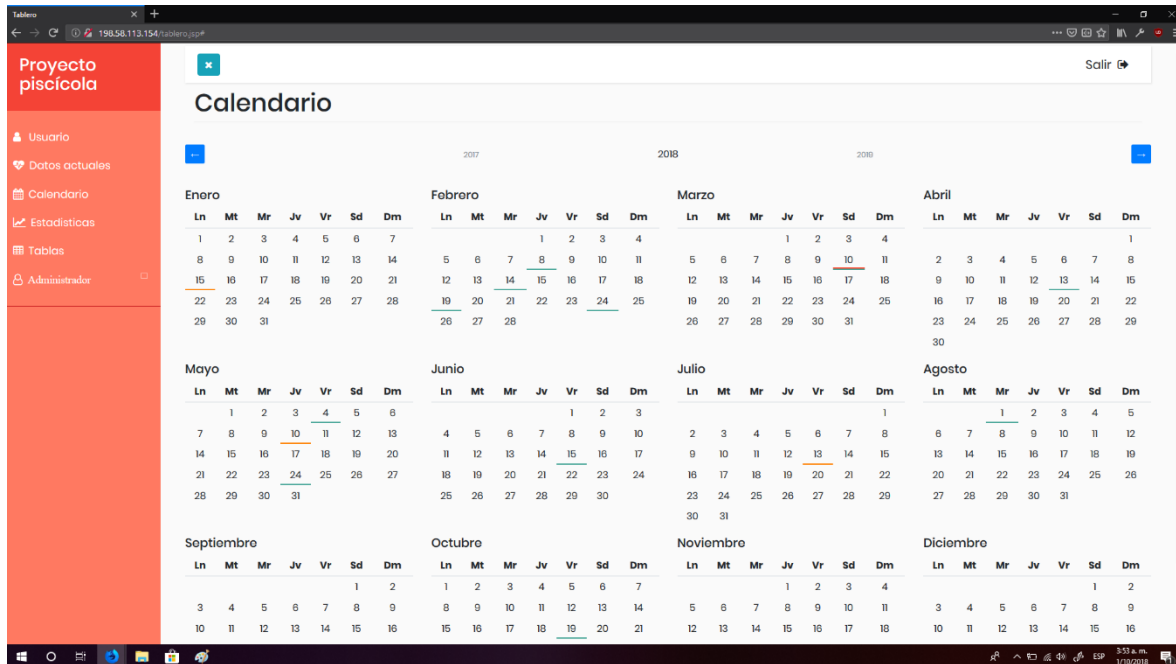 Tablero
198.58.113.154/tablero.jsp#
Proyecto piscícola
Salir
Calendario
Usuario
Datos actuales
Calendario
Estadisticas
Tablas
Administrador
2017 2018 2019
Enero Febrero Marzo Abril
Ln Mt Mr Jv Vr Sd Dm Ln Mt Mr Jv Vr Sd Dm Ln Mt Mr Jv Vr Sd Dm Ln Mt Mr Jv Vr Sd Dm
1 2 3 4 5 6 7 1 2 3 4 1 2 3 4 1
8 9 10 11 12 13 14 5 6 7 8 9 10 11 5 6 7 8 9 10 11 2 3 4 5 6 7 8
15 16 17 18 19 20 21 12 13 14 15 16 17 18 12 13 14 15 16 17 18 9 10 11 12 13 14 15
22 23 24 25 26 27 28 19 20 21 22 23 24 25 19 20 21 22 23 24 25 16 17 18 19 20 21 22
29 30 31 26 27 28 26 27 28 29 30 31 23 24 25 26 27 28 29
30
Mayo Junio Julio Agosto
Ln Mt Mr Jv Vr Sd Dm Ln Mt Mr Jv Vr Sd Dm Ln Mt Mr Jv Vr Sd Dm Ln Mt Mr Jv Vr Sd Dm
1 2 3 4 5 6 1 2 3 1 1 2 3 4 5
7 8 9 10 11 12 13 4 5 6 7 8 9 10 2 3 4 5 6 7 8 6 7 8 9 10 11 12
14 15 16 17 18 19 20 11 12 13 14 15 16 17 9 10 11 12 13 14 15 13 14 15 16 17 18 19
21 22 23 24 25 26 27 18 19 20 21 22 23 24 16 17 18 19 20 21 22 20 21 22 23 24 25 26
28 29 30 31 25 26 27 28 29 30 23 24 25 26 27 28 29 27 28 29 30 31
30 31
Septiembre Octubre Noviembre Diciembre
Ln Mt Mr Jv Vr Sd Dm Ln Mt Mr Jv Vr Sd Dm Ln Mt Mr Jv Vr Sd Dm Ln Mt Mr Jv Vr Sd Dm
1 2 1 2 3 4 5 6 7 1 2 3 4 1 2
3 4 5 6 7 8 9 8 9 10 11 12 13 14 5 6 7 8 9 10 11 3 4 5 6 7 8 9
10 11 12 13 14 15 16 15 16 17 18 19 20 21 12 13 14 15 16 17 18 10 11 12 13 14 15 16
ESP
3:53 a. m.
1/10/2018